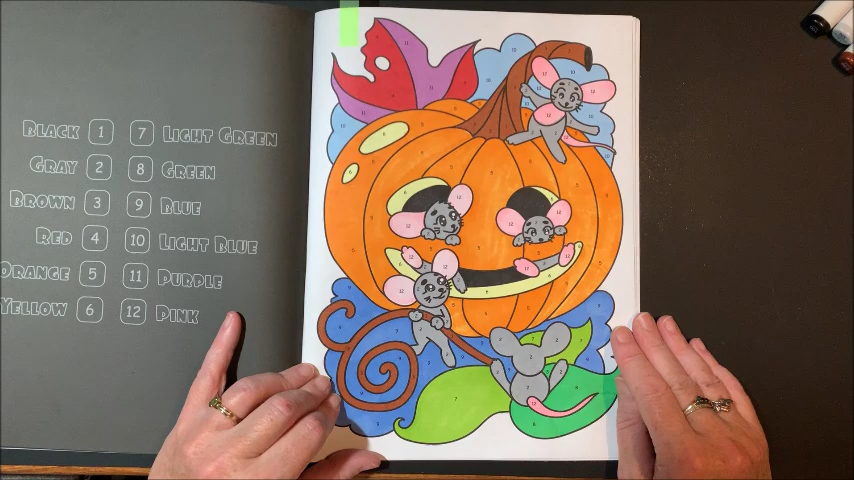 BLACK 1 7 LIGHT GREEN
GRAY 2 8 GREEN
BROWN 3 9 BLUE
RED 4 10 LIGHT BLUE
ORANGE 5 11 PURPLE
YELLOW 6 12 PINK